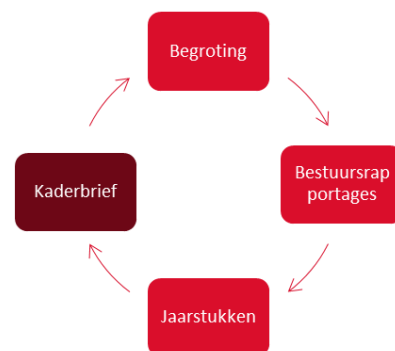 Begroting
Bestuursrap
portages
Kaderbrief
Jaarstukken